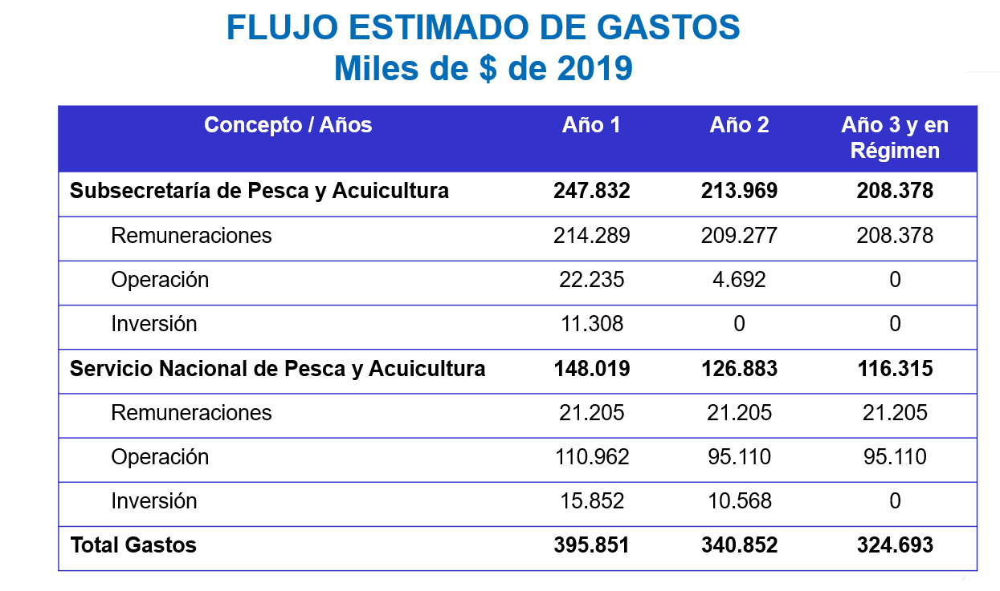 FLUJO ESTIMADO DE GASTOS
Miles de $ de 2019
Concepto / Años Año 1 Año 2 Año 3 y en
Régimen
Subsecretaría de Pesca y Acuicultura 247.832 213.969 208.378
Remuneraciones 214.289 209.277 208.378
Operación 22.235 4.692 0
Inversión 11.308 0 0
Servicio Nacional de Pesca y Acuicultura 148.019 126.883 116.315
Remuneraciones 21.205 21.205 21.205
Operación 110.962 95.110 95.110
Inversión 15.852 10.568 0
Total Gastos 395.851 340.852 324.693